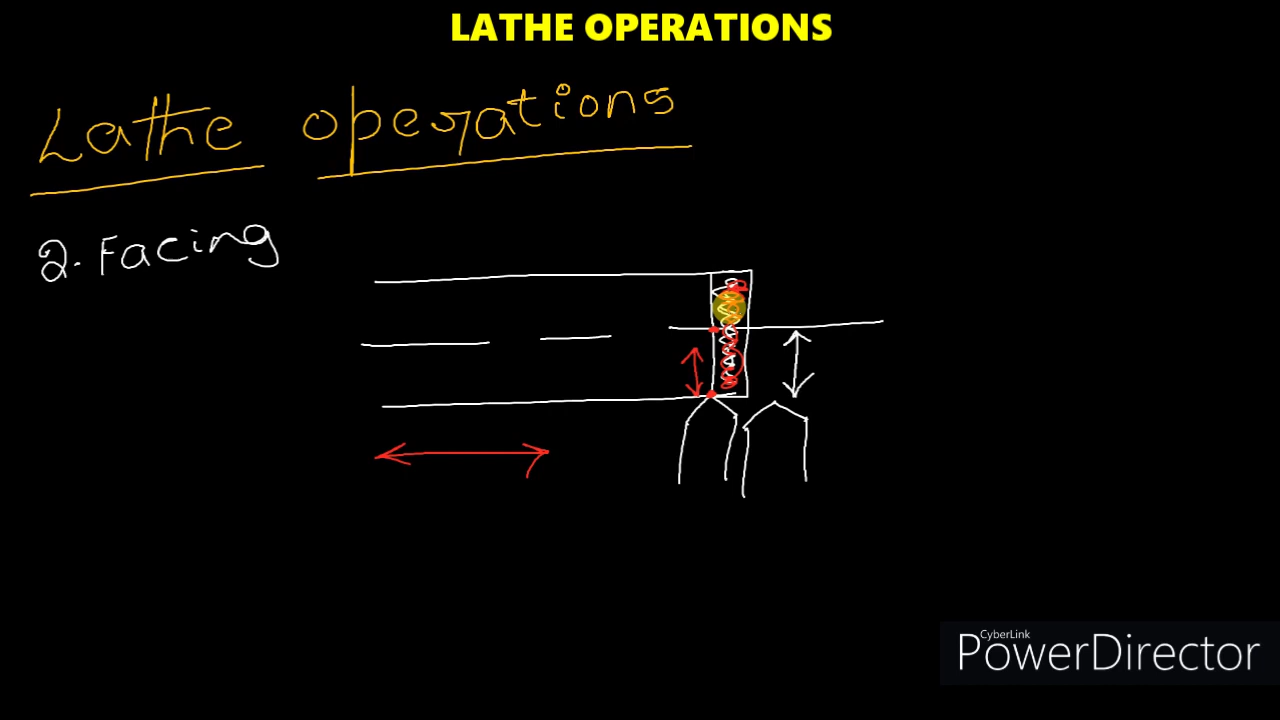 LATHE OPERATIONS
Lathe operations
2. Facing
CyberLink
PowerDirector